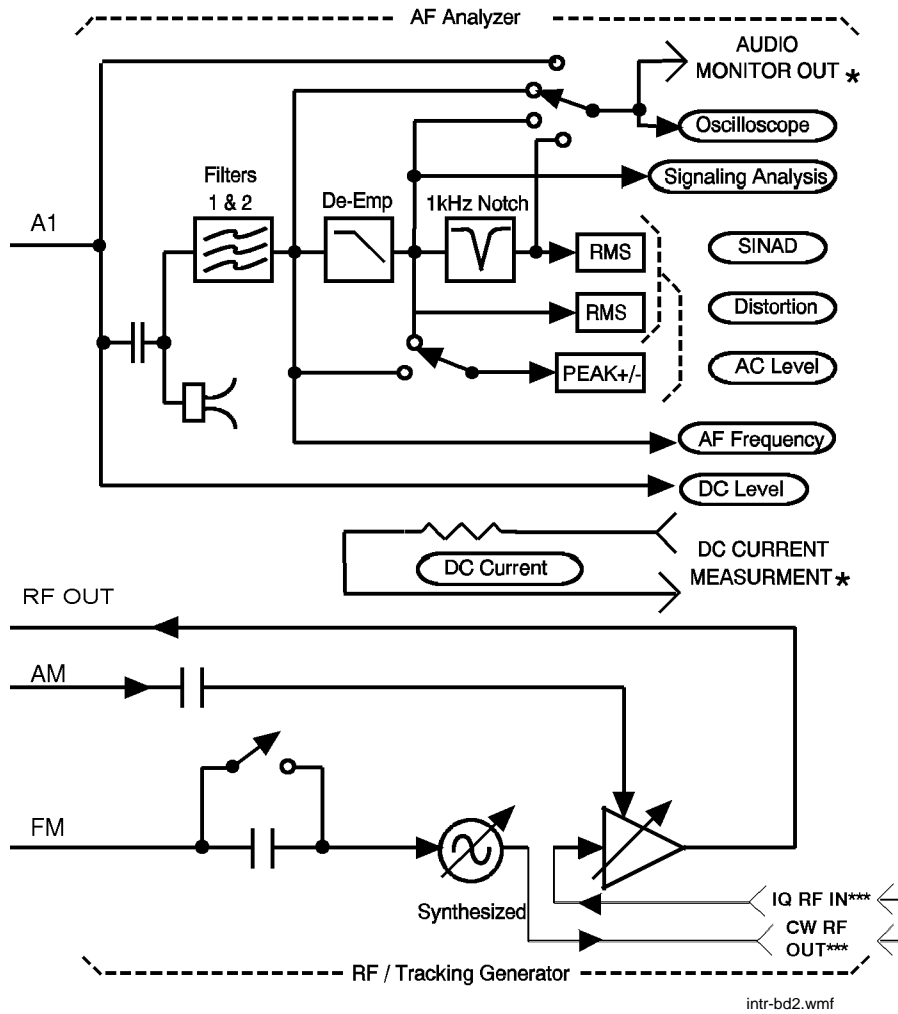 AF Analyzer
AUDIO
MONITOR OUT *
Oscilloscope
Signaling Analysis
Filters
1 & 2
De-Emp
1kHz Notch
A1
RMS
SINAD
RMS
Distortion
PEAK+/-
AC Level
AF Frequency
DC Level
DC Current
DC CURRENT
MEASURMENT *
RF OUT
AM
FM
Synthesized
IQ RF IN***
CW RF
OUT***
RF / Tracking Generator
intr-bd2.wmf